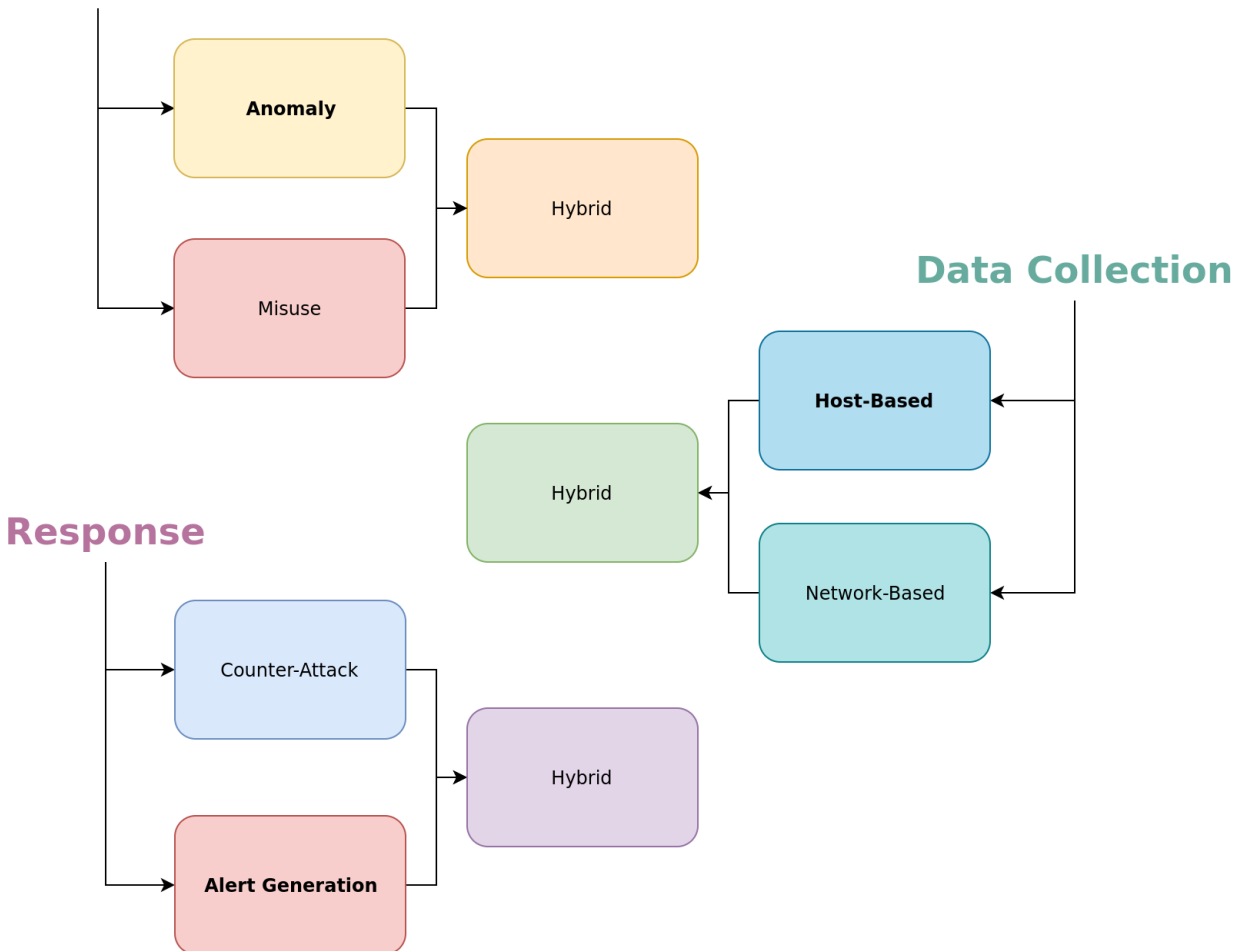 Anomaly
Hybrid
Misuse
Data Collection
Host-Based
Hybrid
Network-Based
Response
Counter-Attack
Hybrid
Alert Generation